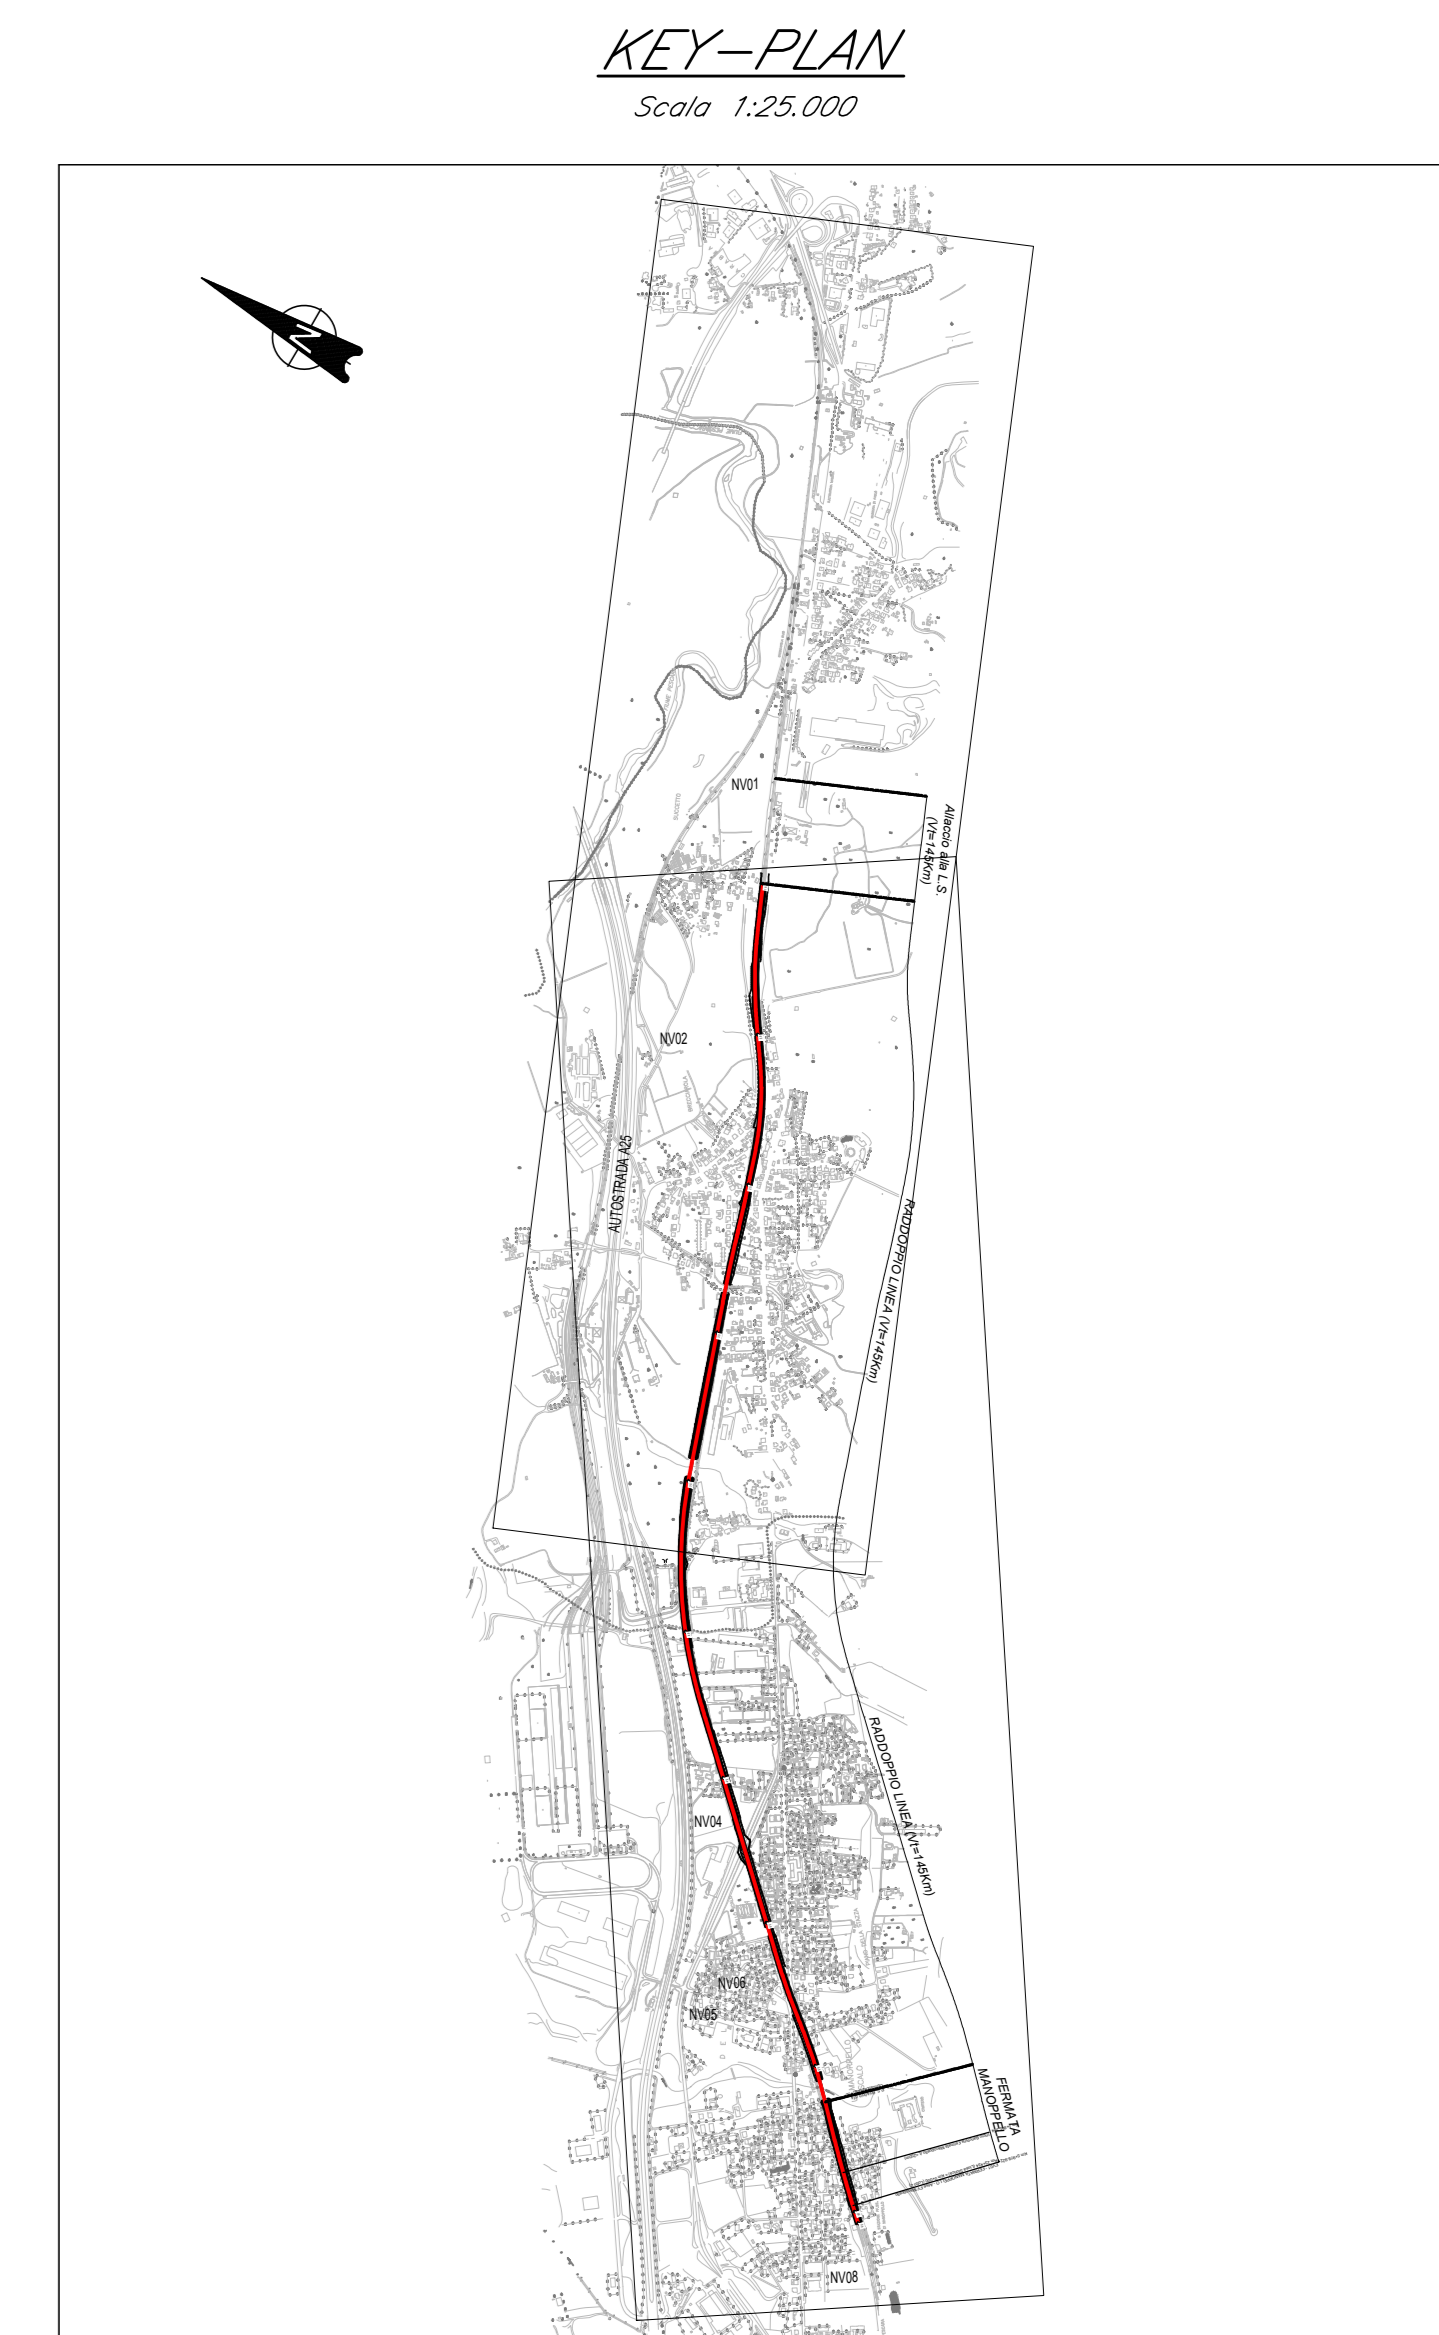 KEY-PLAN
Scala 1:25.000
N
NV01
Allaccio alla L.S.
(Vt=145Km)
NV02
AUTOSTRADA A25
RADDOPPIO LINEA (Vt=145Km)
RADDOPPIO LINEA (Vt=145Km)
NV04
NV06
NV05
FERMATA
MANOPPELLO
NV08